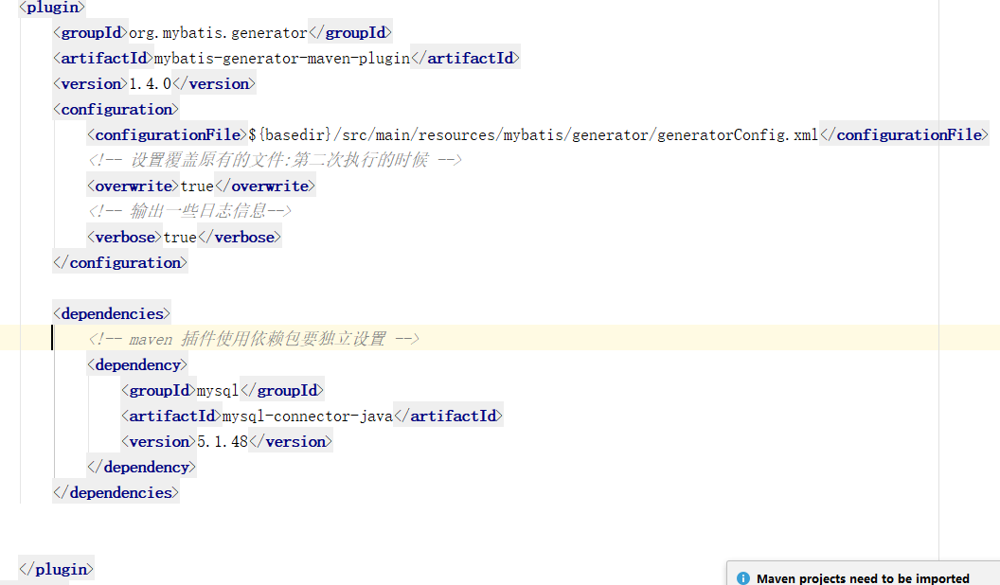 <plugin>
<groupId>org.mybatis.generator</groupId>
<artifactId>mybatis-generator-maven-plugin</artifactId>
<version>1.4.0</version>
<configuration>
<configurationFile>${basedir}/src/main/resources/mybatis/generator/generatorConfig.xml</configurationFile>
<!-- 设置覆盖原有的文件:第二次执行的时候 -->
<overwrite>true</overwrite>
<!-- 输出一些日志信息-->
<verbose>true</verbose>
</configuration>
<dependencies>
<!-- maven 插件使用依赖包要独立设置 -->
<dependency>
<groupId>mysql</groupId>
<artifactId>mysql-connector-java</artifactId>
<version>5.1.48</version>
</dependency>
</dependencies>
</plugin>
Maven projects need to be imported